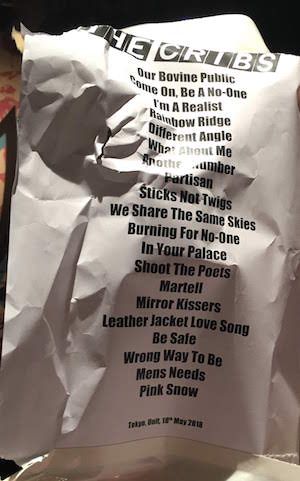 THE CRIBS
Our Bovine Public
Come On, Be A No-One
I'm A Realist
Rainbow Ridge
Different Angle
What About Me
Another Number
Partisan
Sticks Not Twigs
We Share The Same Skies
Burning For No-One
In Your Palace
Shoot The Poets
Martell
Mirror Kissers
Leather Jacket Love Song
Be Safe
Wrong Way To Be
Mens Needs
Pink Snow
Tokyo, Unit, 18th May 2018